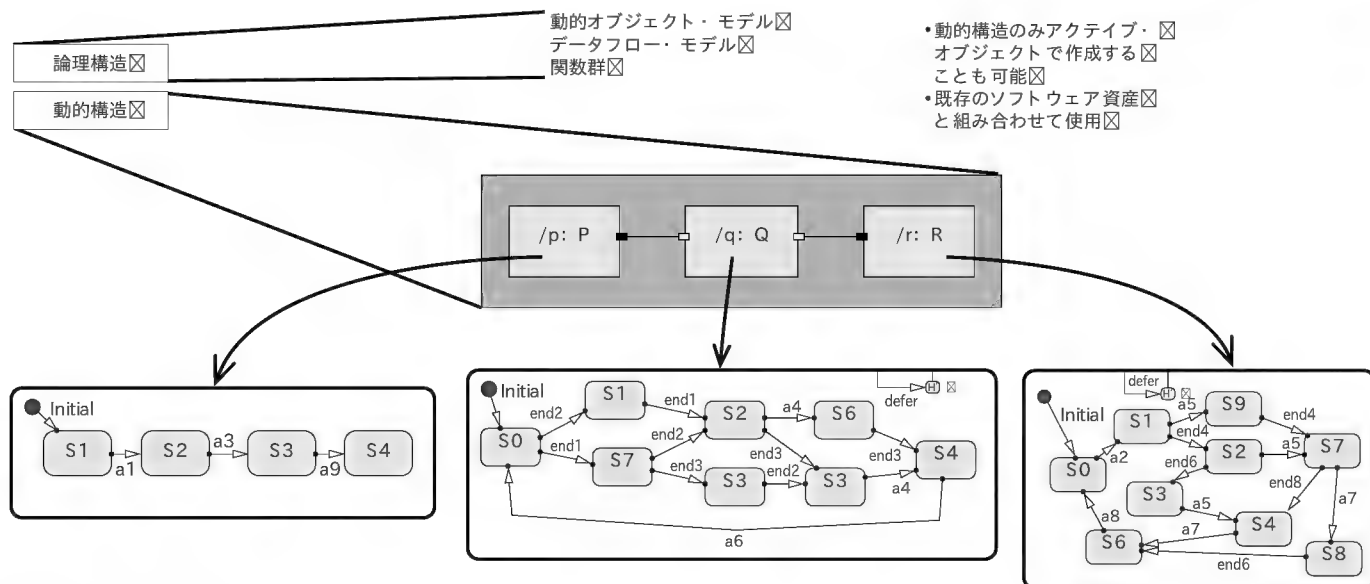 動的オブジェクト・モデル
データフロー・モデル
関数群
・動的構造のみアクティブ・
オブジェクトで作成する
ことも可能
・既存のソフトウェア資産
と組み合わせて使用
論理構造
動的構造
/p: P
/q: Q
/r: R
Initial
S1
a1
S2
a3
S3
a9
S4
Initial
S0
end2
S1
end1
end1
S7
end2
S2
a4
S6
end3
end3
S3
end2
end3
S3
a4
S4
a6
defer
H*
Initial
defer
H*
S0
a2
S1
a5
S9
end4
end4
S2
a5
S7
end6
S3
a5
S4
end8
a7
a7
a8
S6
end6
S8